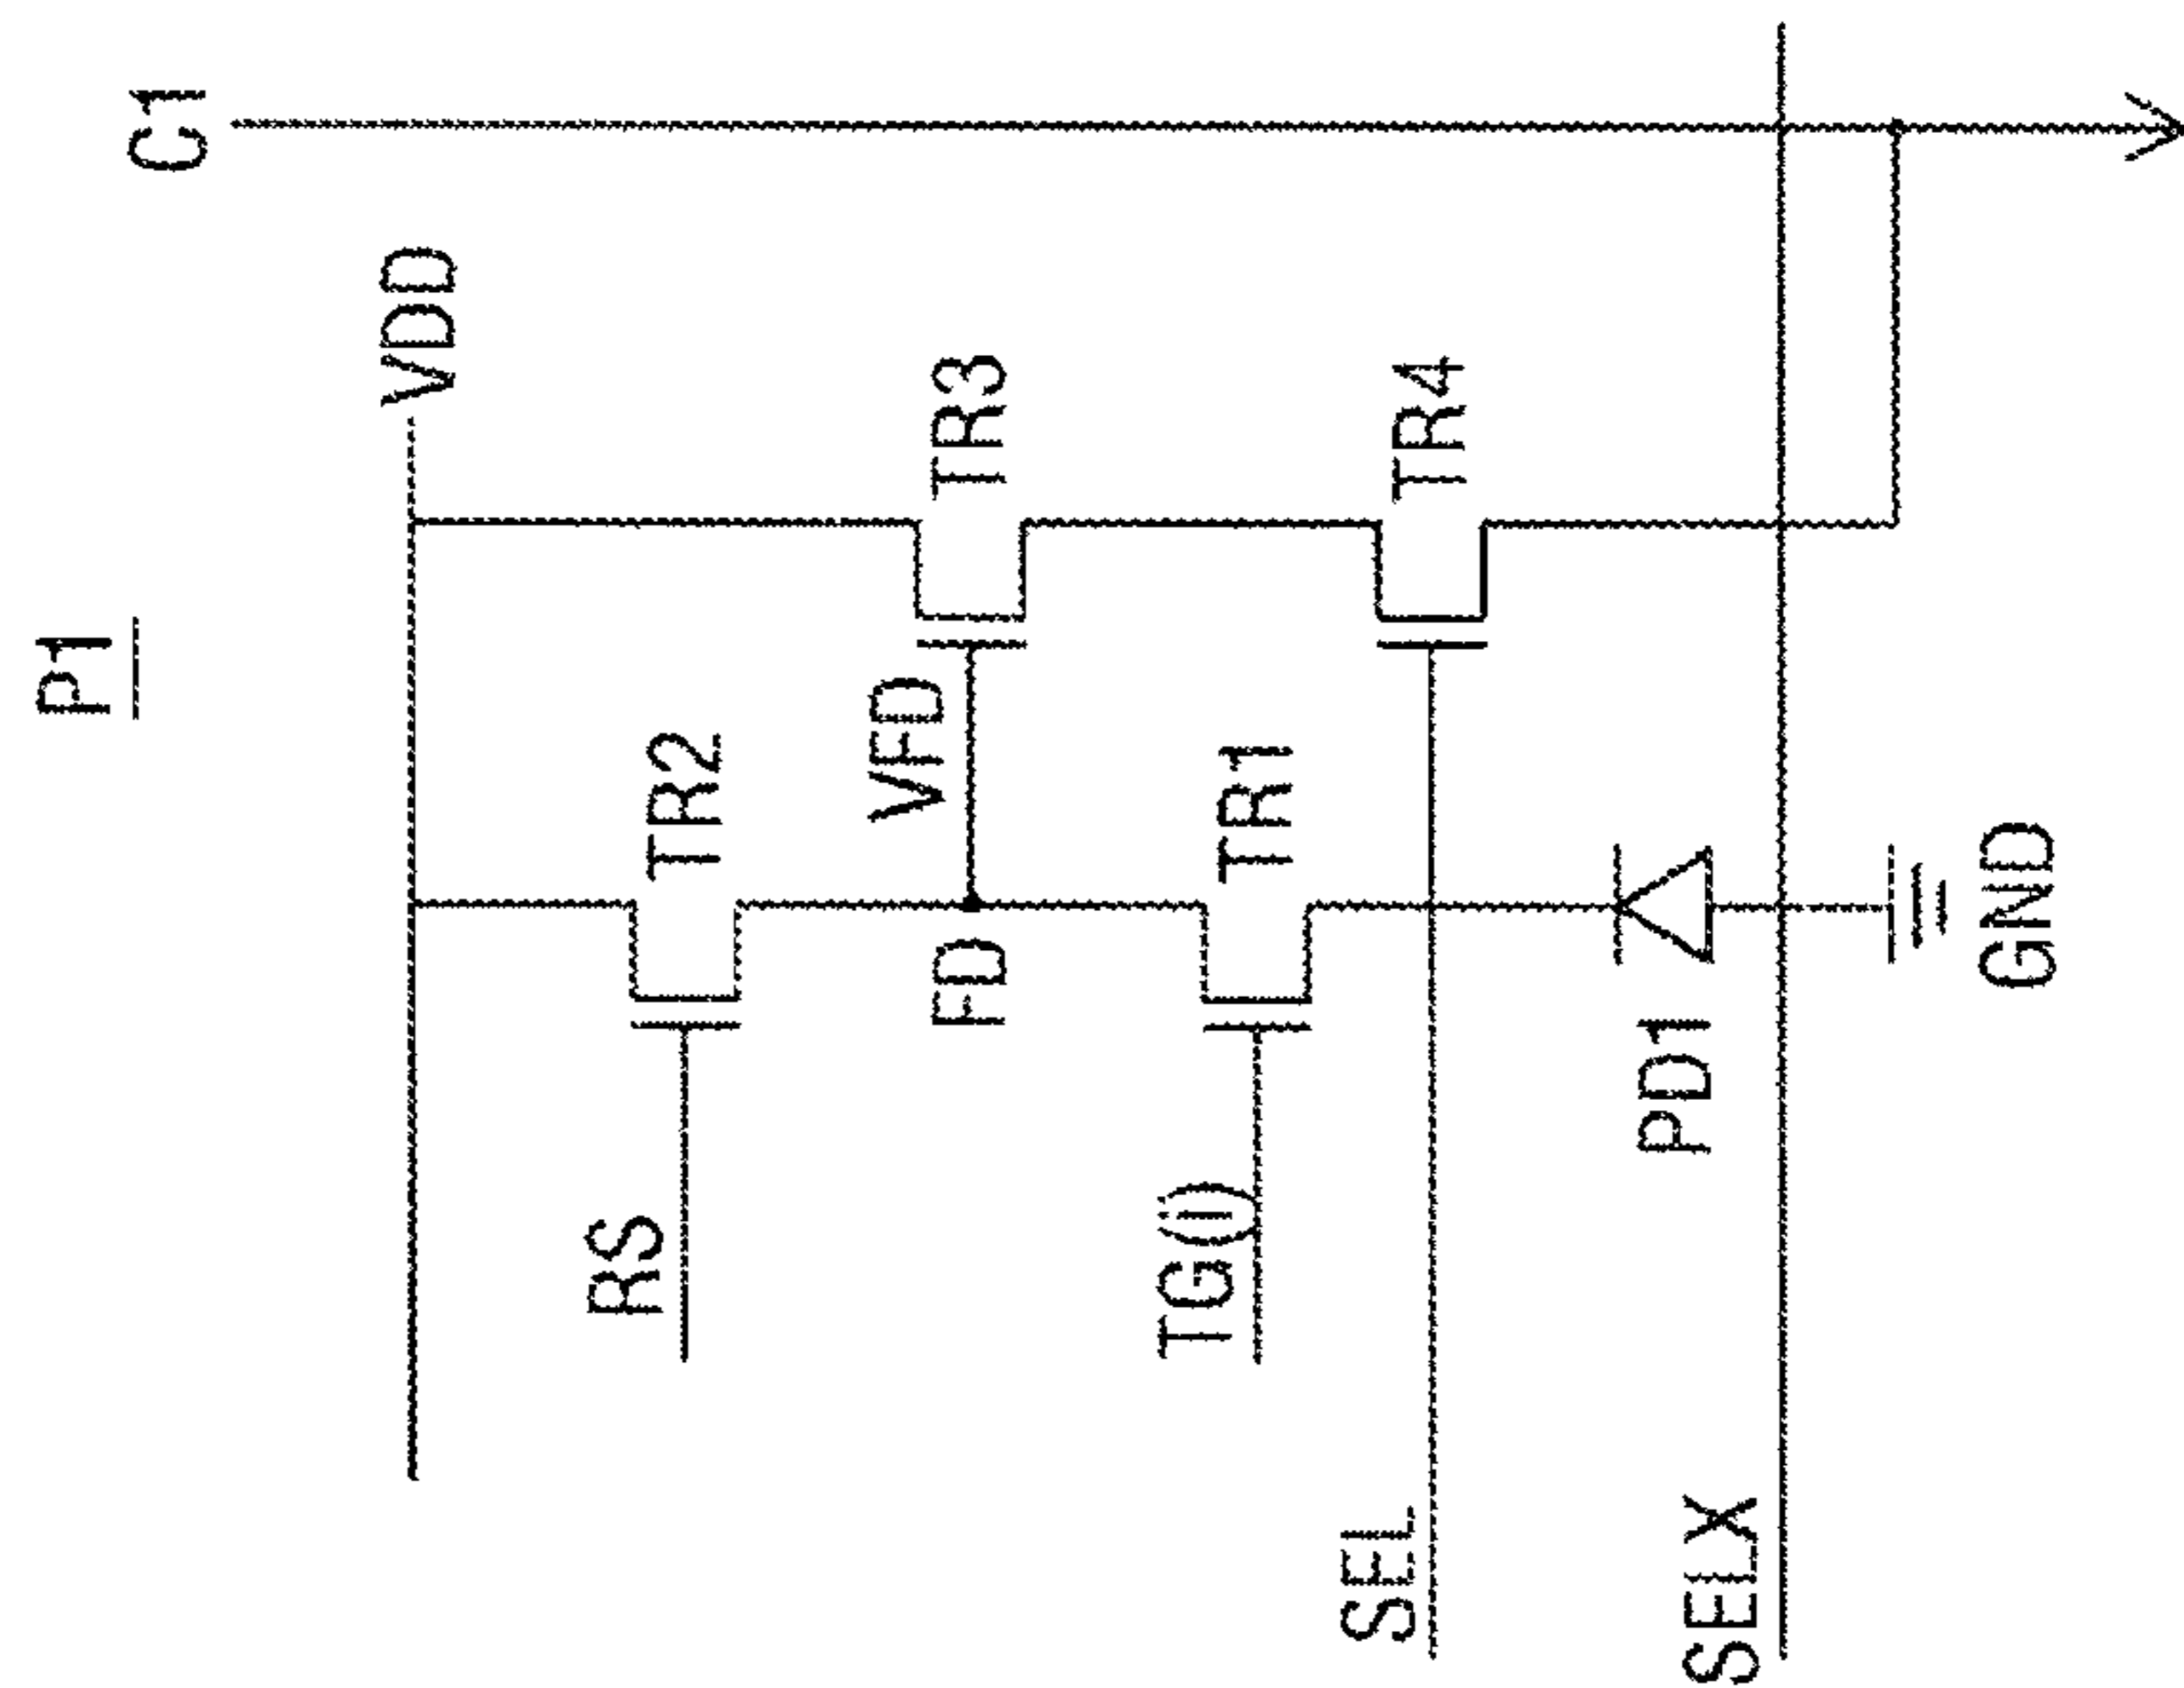 P1
C1
VDD
RS
TR2
VFD
FD
TR3
TG(i)
TR1
SEL
TR4
PD1
SELX
GND